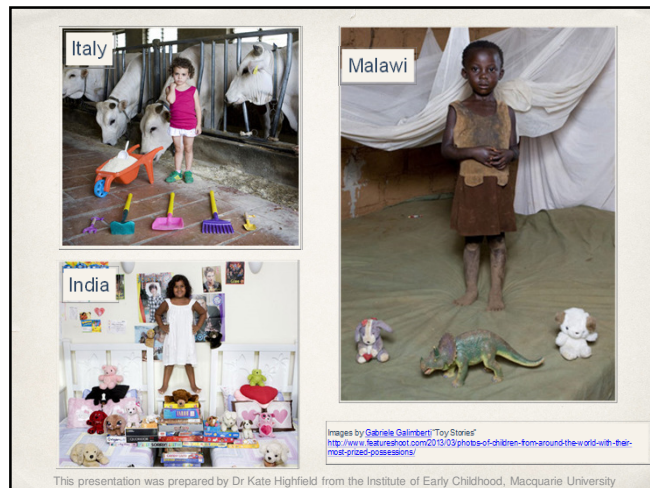 Italy
Malawi
India
Images by Gabriele Galimberti "Toy Stories"
http://www.featureshoot.com/2013/03/photos-of-children-from-around-the-world-with-their-
most-prized-possessions/
This presentation was prepared by Dr Kate Highfield from the Institute of Early Childhood, Macquarie University